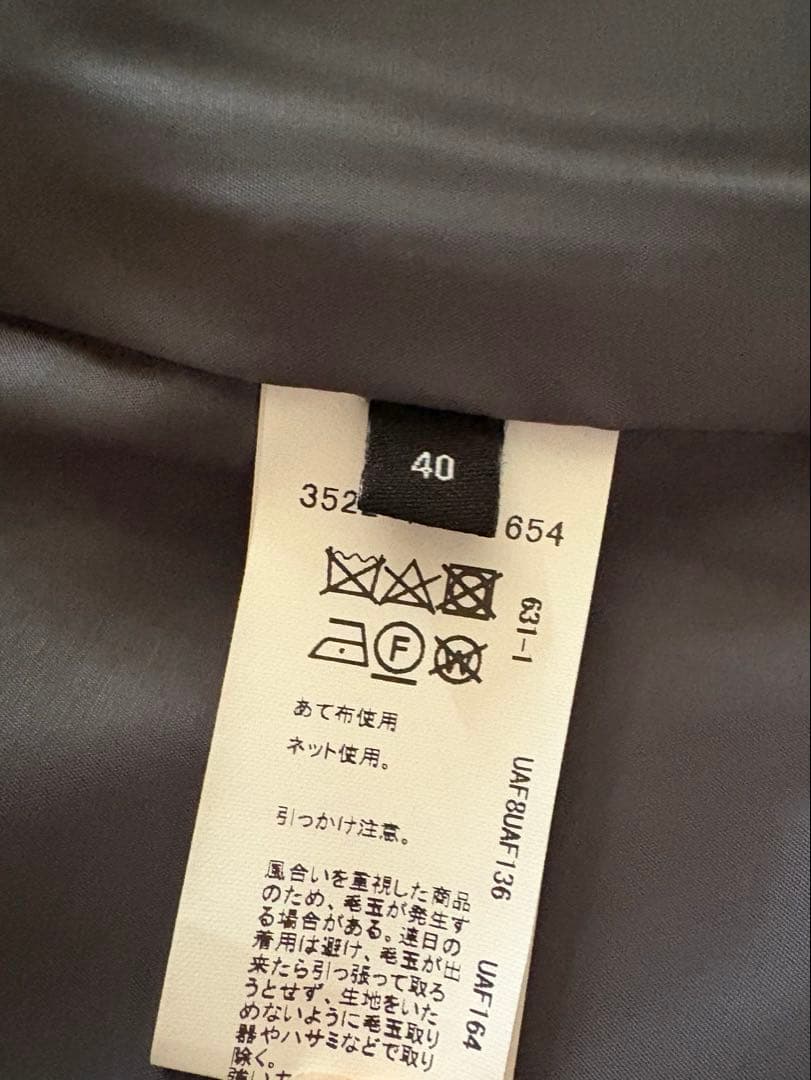 40
352
654
F
W
631-1
あて布使用
ネット使用。
引っかけ注意。
風合いを重視した商品
のため、毛玉が発生す
る場合がある。連日の
着用は避け、毛玉が出
来たら引っ張って取ろ
うとせず、生地をいた
めないように毛玉取り
器やハサミなどで取り
除く。
UAF8UAF136
UAF164